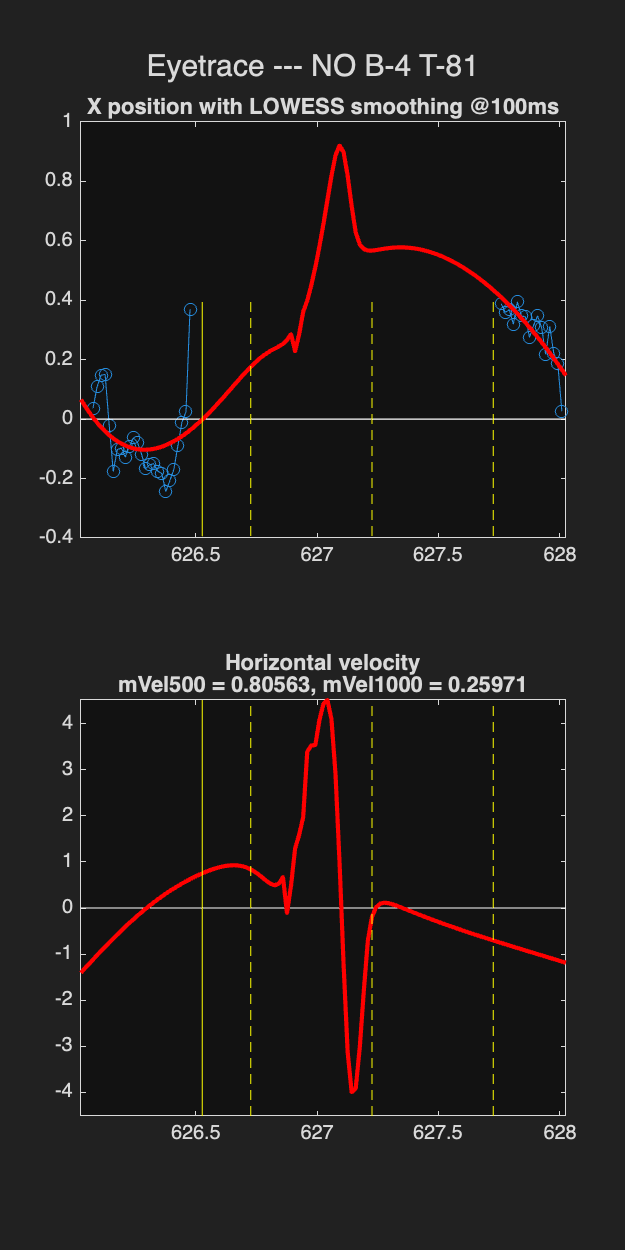 Eyetrace --- NO B-4 T-81
X position with LOWESS smoothing @100ms
1
0.8
0.6
0.4
0.2
0
-0.2
-0.4
626.5 627 627.5 628
Horizontal velocity
mVel500 = 0.80563, mVel1000 = 0.25971
4
3
2
1
0
-1
-2
-3
-4
626.5 627 627.5 628